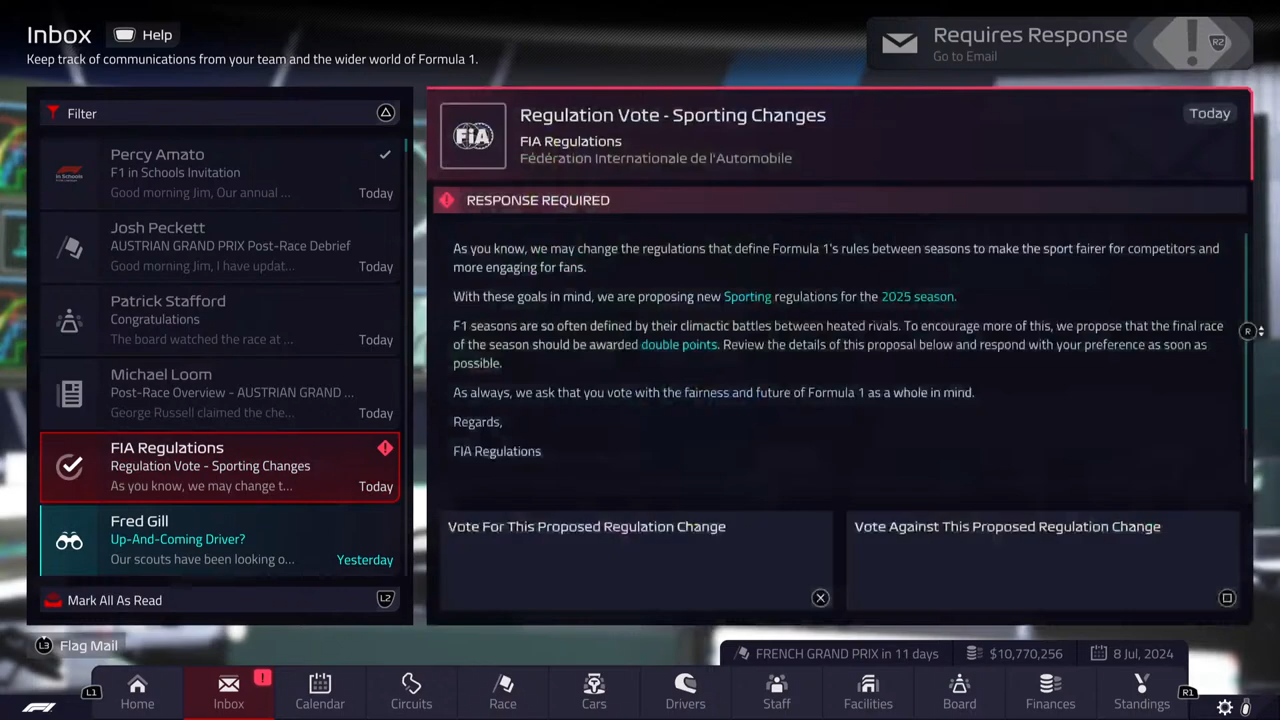 Inbox
Help
Keep track of communications from your team and the wider world of Formula 1.
Requires Response
Go to Email
R2
Filter
Percy Amato
F1 in Schools Invitation
Good morning Jim, Our annual ...
Today
Josh Peckett
AUSTRIAN GRAND PRIX Post-Race Debrief
Good morning Jim, I have updat...
Today
Patrick Stafford
Congratulations
The board watched the race at ...
Today
Michael Loom
Post-Race Overview - AUSTRIAN GRAND ...
George Russell claimed the che...
Today
FIA Regulations
Regulation Vote - Sporting Changes
As you know, we may change t...
Today
Fred Gill
Up-And-Coming Driver?
Our scouts have been looking o...
Yesterday
Mark All As Read
L2
L3
Flag Mail
FiA
Regulation Vote - Sporting Changes
Today
FIA Regulations
Fédération Internationale de l'Automobile
RESPONSE REQUIRED
As you know, we may change the regulations that define Formula 1's rules between seasons to make the sport fairer for competitors and
more engaging for fans.
With these goals in mind, we are proposing new Sporting regulations for the 2025 season.
F1 seasons are so often defined by their climactic battles between heated rivals. To encourage more of this, we propose that the final race
of the season should be awarded double points. Review the details of this proposal below and respond with your preference as soon as
possible.
As always, we ask that you vote with the fairness and future of Formula 1 as a whole in mind.
Regards,
FIA Regulations
R
Vote For This Proposed Regulation Change
Vote Against This Proposed Regulation Change
FRENCH GRAND PRIX in 11 days
$10,770,256
8 Jul, 2024
L1
Home
Inbox
Calendar
Circuits
Race
Cars
Drivers
Staff
Facilities
Board
Finances
Standings
R1